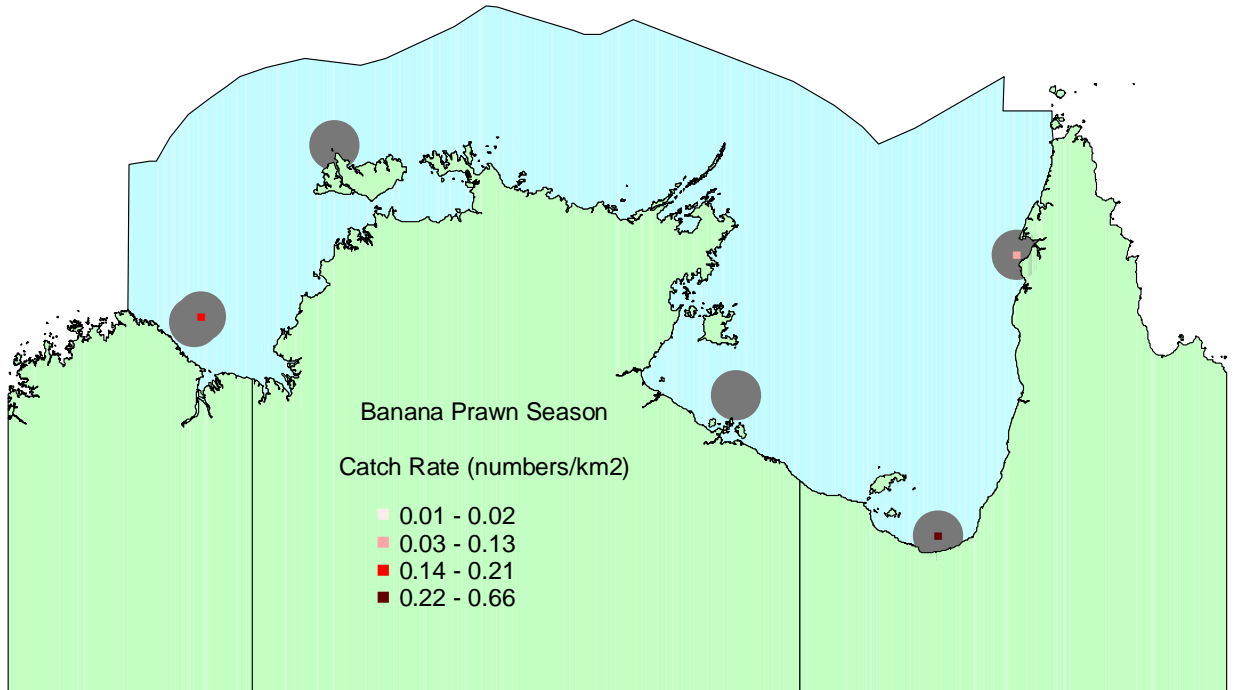 Banana Prawn Season
Catch Rate (numbers/km2)
0.01 - 0.02
0.03 - 0.13
0.14 - 0.21
0.22 - 0.66